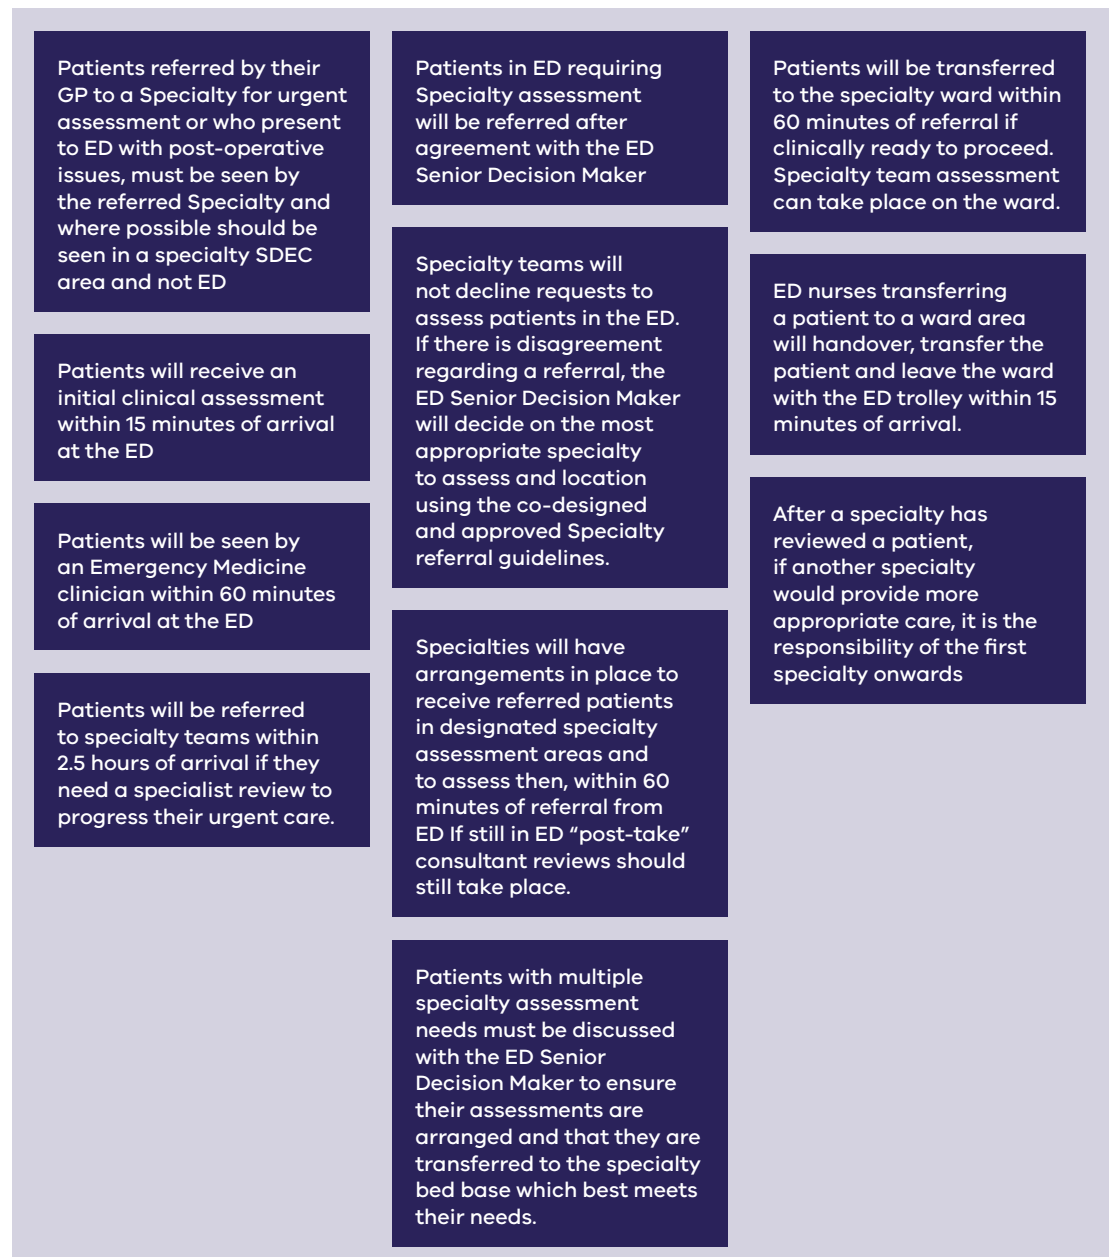 Patients referred by their
GP to a Specialty for urgent
assessment or who present
to ED with post-operative
issues, must be seen by
the referred Specialty and
where possible should be
seen in a specialty SDEC
area and not ED
Patients will receive an
initial clinical assessment
within 15 minutes of arrival
at the ED
Patients will be seen by
an Emergency Medicine
clinician within 60 minutes
of arrival at the ED
Patients will be referred
to specialty teams within
2.5 hours of arrival if they
need a specialist review to
progress their urgent care.
Patients in ED requiring
Specialty assessment
will be referred after
agreement with the ED
Senior Decision Maker
Specialty teams will
not decline requests to
assess patients in the ED.
If there is disagreement
regarding a referral, the
ED Senior Decision Maker
will decide on the most
appropriate specialty
to assess and location
using the co-designed
and approved Specialty
referral guidelines.
Specialties will have
arrangements in place to
receive referred patients
in designated specialty
assessment areas and
to assess then, within 60
minutes of referral from
ED If still in ED “post-take”
consultant reviews should
still take place.
Patients with multiple
specialty assessment
needs must be discussed
with the ED Senior
Decision Maker to ensure
their assessments are
arranged and that they are
transferred to the specialty
bed base which best meets
their needs.
Patients will be transferred
to the specialty ward within
60 minutes of referral if
clinically ready to proceed.
Specialty team assessment
can take place on the ward.
ED nurses transferring
a patient to a ward area
will handover, transfer the
patient and leave the ward
with the ED trolley within 15
minutes of arrival.
After a specialty has
reviewed a patient,
if another specialty
would provide more
appropriate care, it is the
responsibility of the first
specialty onwards